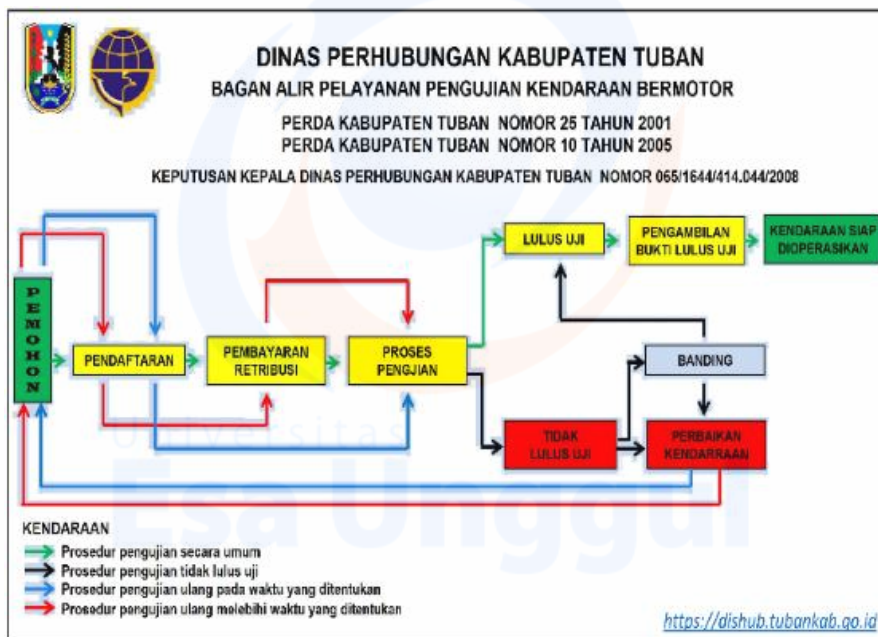 DINAS PERHUBUNGAN KABUPATEN TUBAN
BAGAN ALIR PELAYANAN PENGUJIAN KENDARAAN BERMOTOR
PERDA KABUPATEN TUBAN NOMOR 25 TAHUN 2001
PERDA KABUPATEN TUBAN NOMOR 10 TAHUN 2005
KEPUTUSAN KEPALA DINAS PERHUBUNGAN KABUPATEN TUBAN NOMOR 065/1644/414.044/2008
LULUS UJI
PENGAMBILAN
BUKTI LULUS UJI
KENDARAAN SIAP
DIOPERASIKAN
PEMOHON
PENDAFTARAN
PEMBAYARAN
RETRIBUSI
PROSES
PENGJIAN
BANDING
TIDAK
LULUS UJI
PERBAIKAN
KENDARRAAN
Universitas
Esa Unggul
KENDARAAN
Prosedur pengujian secara umum
Prosedur pengujian tidak lulus uji
Prosedur pengujian ulang pada waktu yang ditentukan
Prosedur pengujian ulang melebihi waktu yang ditentukan
https://dishub.tubankab.go.id